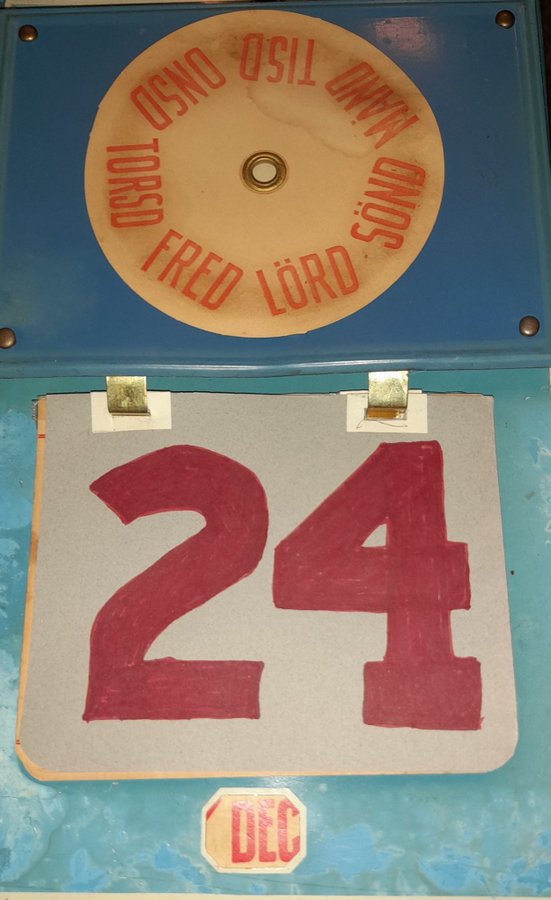 MÅND
TISD
ONSD
TORSD
FRED
LÖRD
SÖND
24
DEC